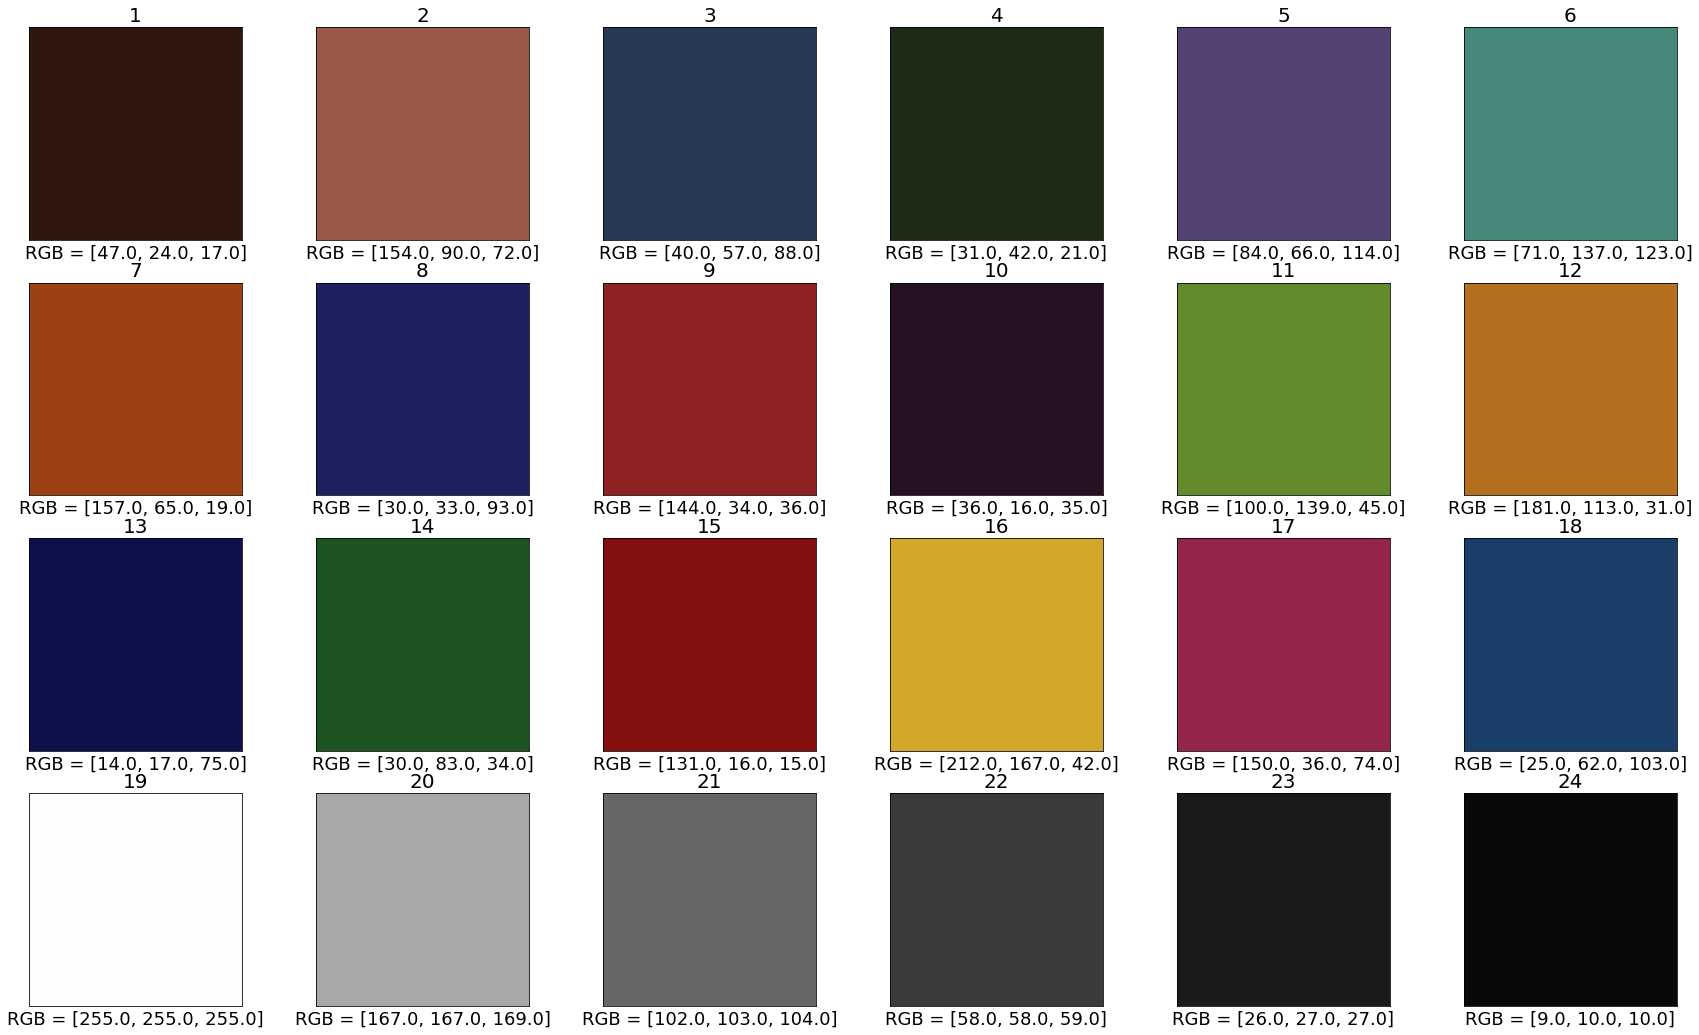 1 2 3 4 5 6
RGB = [47.0, 24.0, 17.0] RGB = [154.0, 90.0, 72.0] RGB = [40.0, 57.0, 88.0] RGB = [31.0, 42.0, 21.0] RGB = [84.0, 66.0, 114.0] RGB = [71.0, 137.0, 123.0]
7 8 9 10 11 12
RGB = [157.0, 65.0, 19.0] RGB = [30.0, 33.0, 93.0] RGB = [144.0, 34.0, 36.0] RGB = [36.0, 16.0, 35.0] RGB = [100.0, 139.0, 45.0] RGB = [181.0, 113.0, 31.0]
13 14 15 16 17 18
RGB = [14.0, 17.0, 75.0] RGB = [30.0, 83.0, 34.0] RGB = [131.0, 16.0, 15.0] RGB = [212.0, 167.0, 42.0] RGB = [150.0, 36.0, 74.0] RGB = [25.0, 62.0, 103.0]
19 20 21 22 23 24
RGB = [255.0, 255.0, 255.0] RGB = [167.0, 167.0, 169.0] RGB = [102.0, 103.0, 104.0] RGB = [58.0, 58.0, 59.0] RGB = [26.0, 27.0, 27.0] RGB = [9.0, 10.0, 10.0]